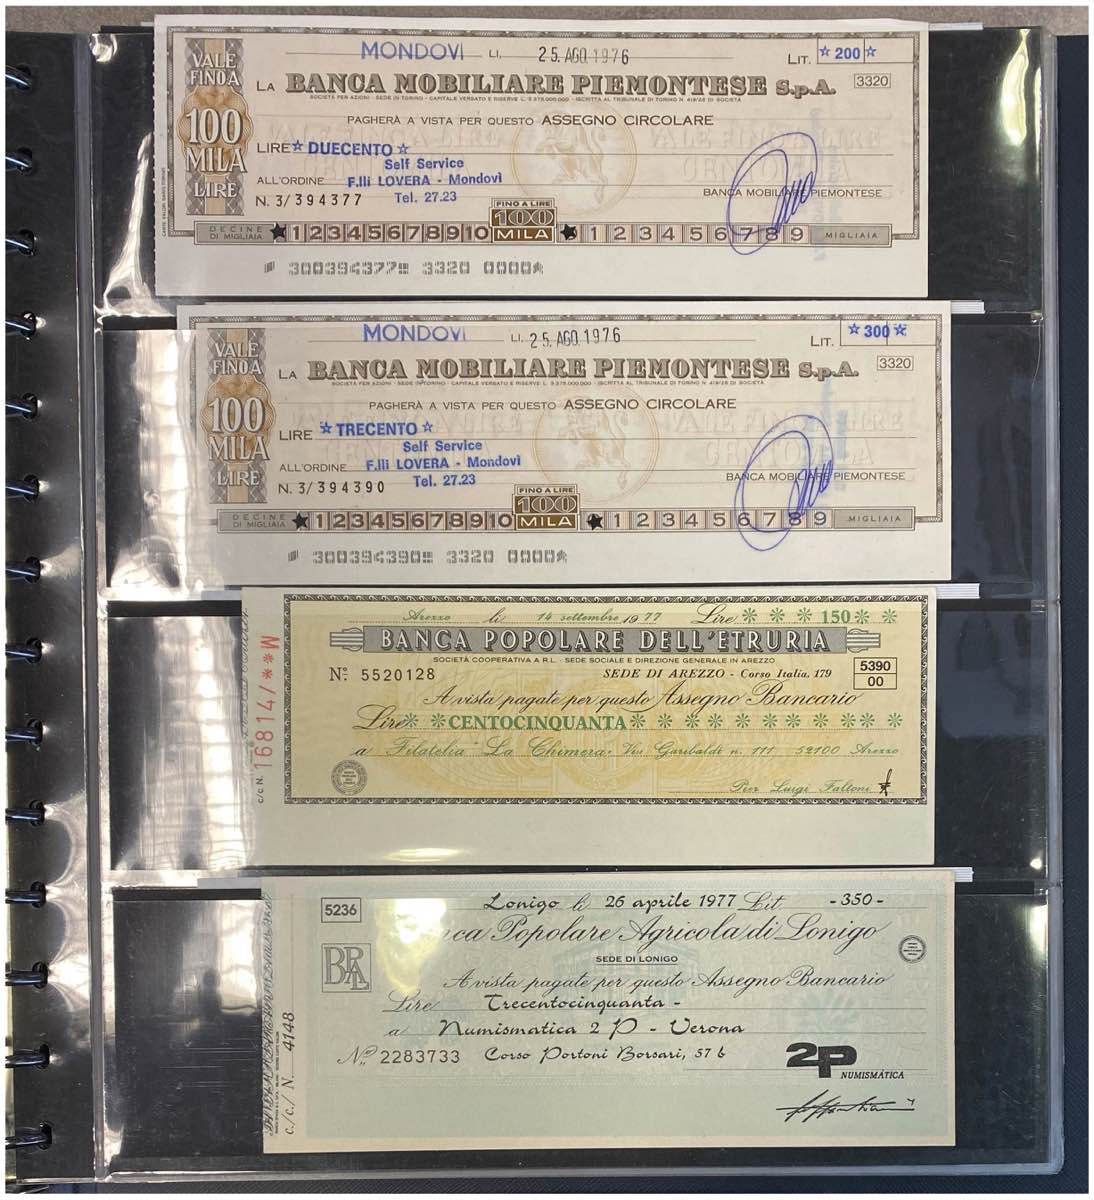 MONDOVI LI, 25. AGO. 1976 LIT. ☆ 200 ☆
VALE FINO A 100 MILA LIRE
LA BANCA MOBILIARE PIEMONTESE S.p.A. 3320
PAGHERÀ A VISTA PER QUESTO ASSEGNO CIRCOLARE
LIRE ☆ DUECENTO ☆
Self Service
ALL'ORDINE F.lli LOVERA - Mondovì
N. 3/394377 Tel. 27.23
BANCA MOBILIARE PIEMONTESE
FINO A LIRE 100 MILA
DECINE DI MIGLIAIA ★ 1 2 3 4 5 6 7 8 9 10 ★ 1 2 3 4 5 6 7 8 9 MIGLIAIA
300394377 3320 0000
MONDOVI LI, 25. AGO. 1976 LIT. ☆ 300 ☆
VALE FINO A 100 MILA LIRE
LA BANCA MOBILIARE PIEMONTESE S.p.A. 3320
PAGHERÀ A VISTA PER QUESTO ASSEGNO CIRCOLARE
LIRE ☆ TRECENTO ☆
Self Service
ALL'ORDINE F.lli LOVERA - Mondovì
N. 3/394390 Tel. 27.23
BANCA MOBILIARE PIEMONTESE
FINO A LIRE 100 MILA
DECINE DI MIGLIAIA ★ 1 2 3 4 5 6 7 8 9 10 ★ 1 2 3 4 5 6 7 8 9 MIGLIAIA
300394390 3320 0000
Arezzo li 14 settembre 1977 Lire ✻ ✻ ✻ 150 ✻ ✻
BANCA POPOLARE DELL'ETRURIA
SOCIETÀ COOPERATIVA A R.L. - SEDE SOCIALE E DIREZIONE GENERALE IN AREZZO
N° 5520128 SEDE DI AREZZO - Corso Italia, 179 5390 00
A vista pagate per questo Assegno Bancario
Lire ✻ ✻ CENTOCINQUANTA ✻ ✻ ✻ ✻ ✻ ✻ ✻ ✻ ✻ ✻ ✻
a Filatelia "La Chimera" Via Garibaldi n. 111 52100 Arezzo
Pier Luigi Faltoni
c/c N. 16814/**W
Lonigo li 26 aprile 1977 Lit. -350-
5236
ca Popolare Agricola di Lonigo
SEDE DI LONIGO
BPAL
A vista pagate per questo Assegno Bancario
Lire Trecentocinquanta -
a Numismatica 2 P - Verona
N° 2283733 Corso Portoni Borsari, 57 b
2P NUMISMÁTICA
c./c./ N. 4148